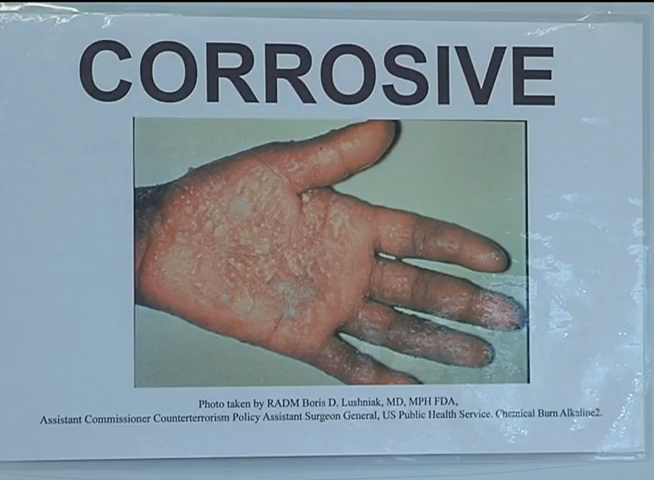 CORROSIVE
Photo taken by RADM Boris D. Lushniak, MD, MPH FDA,
Assistant Commissioner Counterterrorism Policy Assistant Surgeon General, US Public Health Service. Chemical Burn Alkaline2.